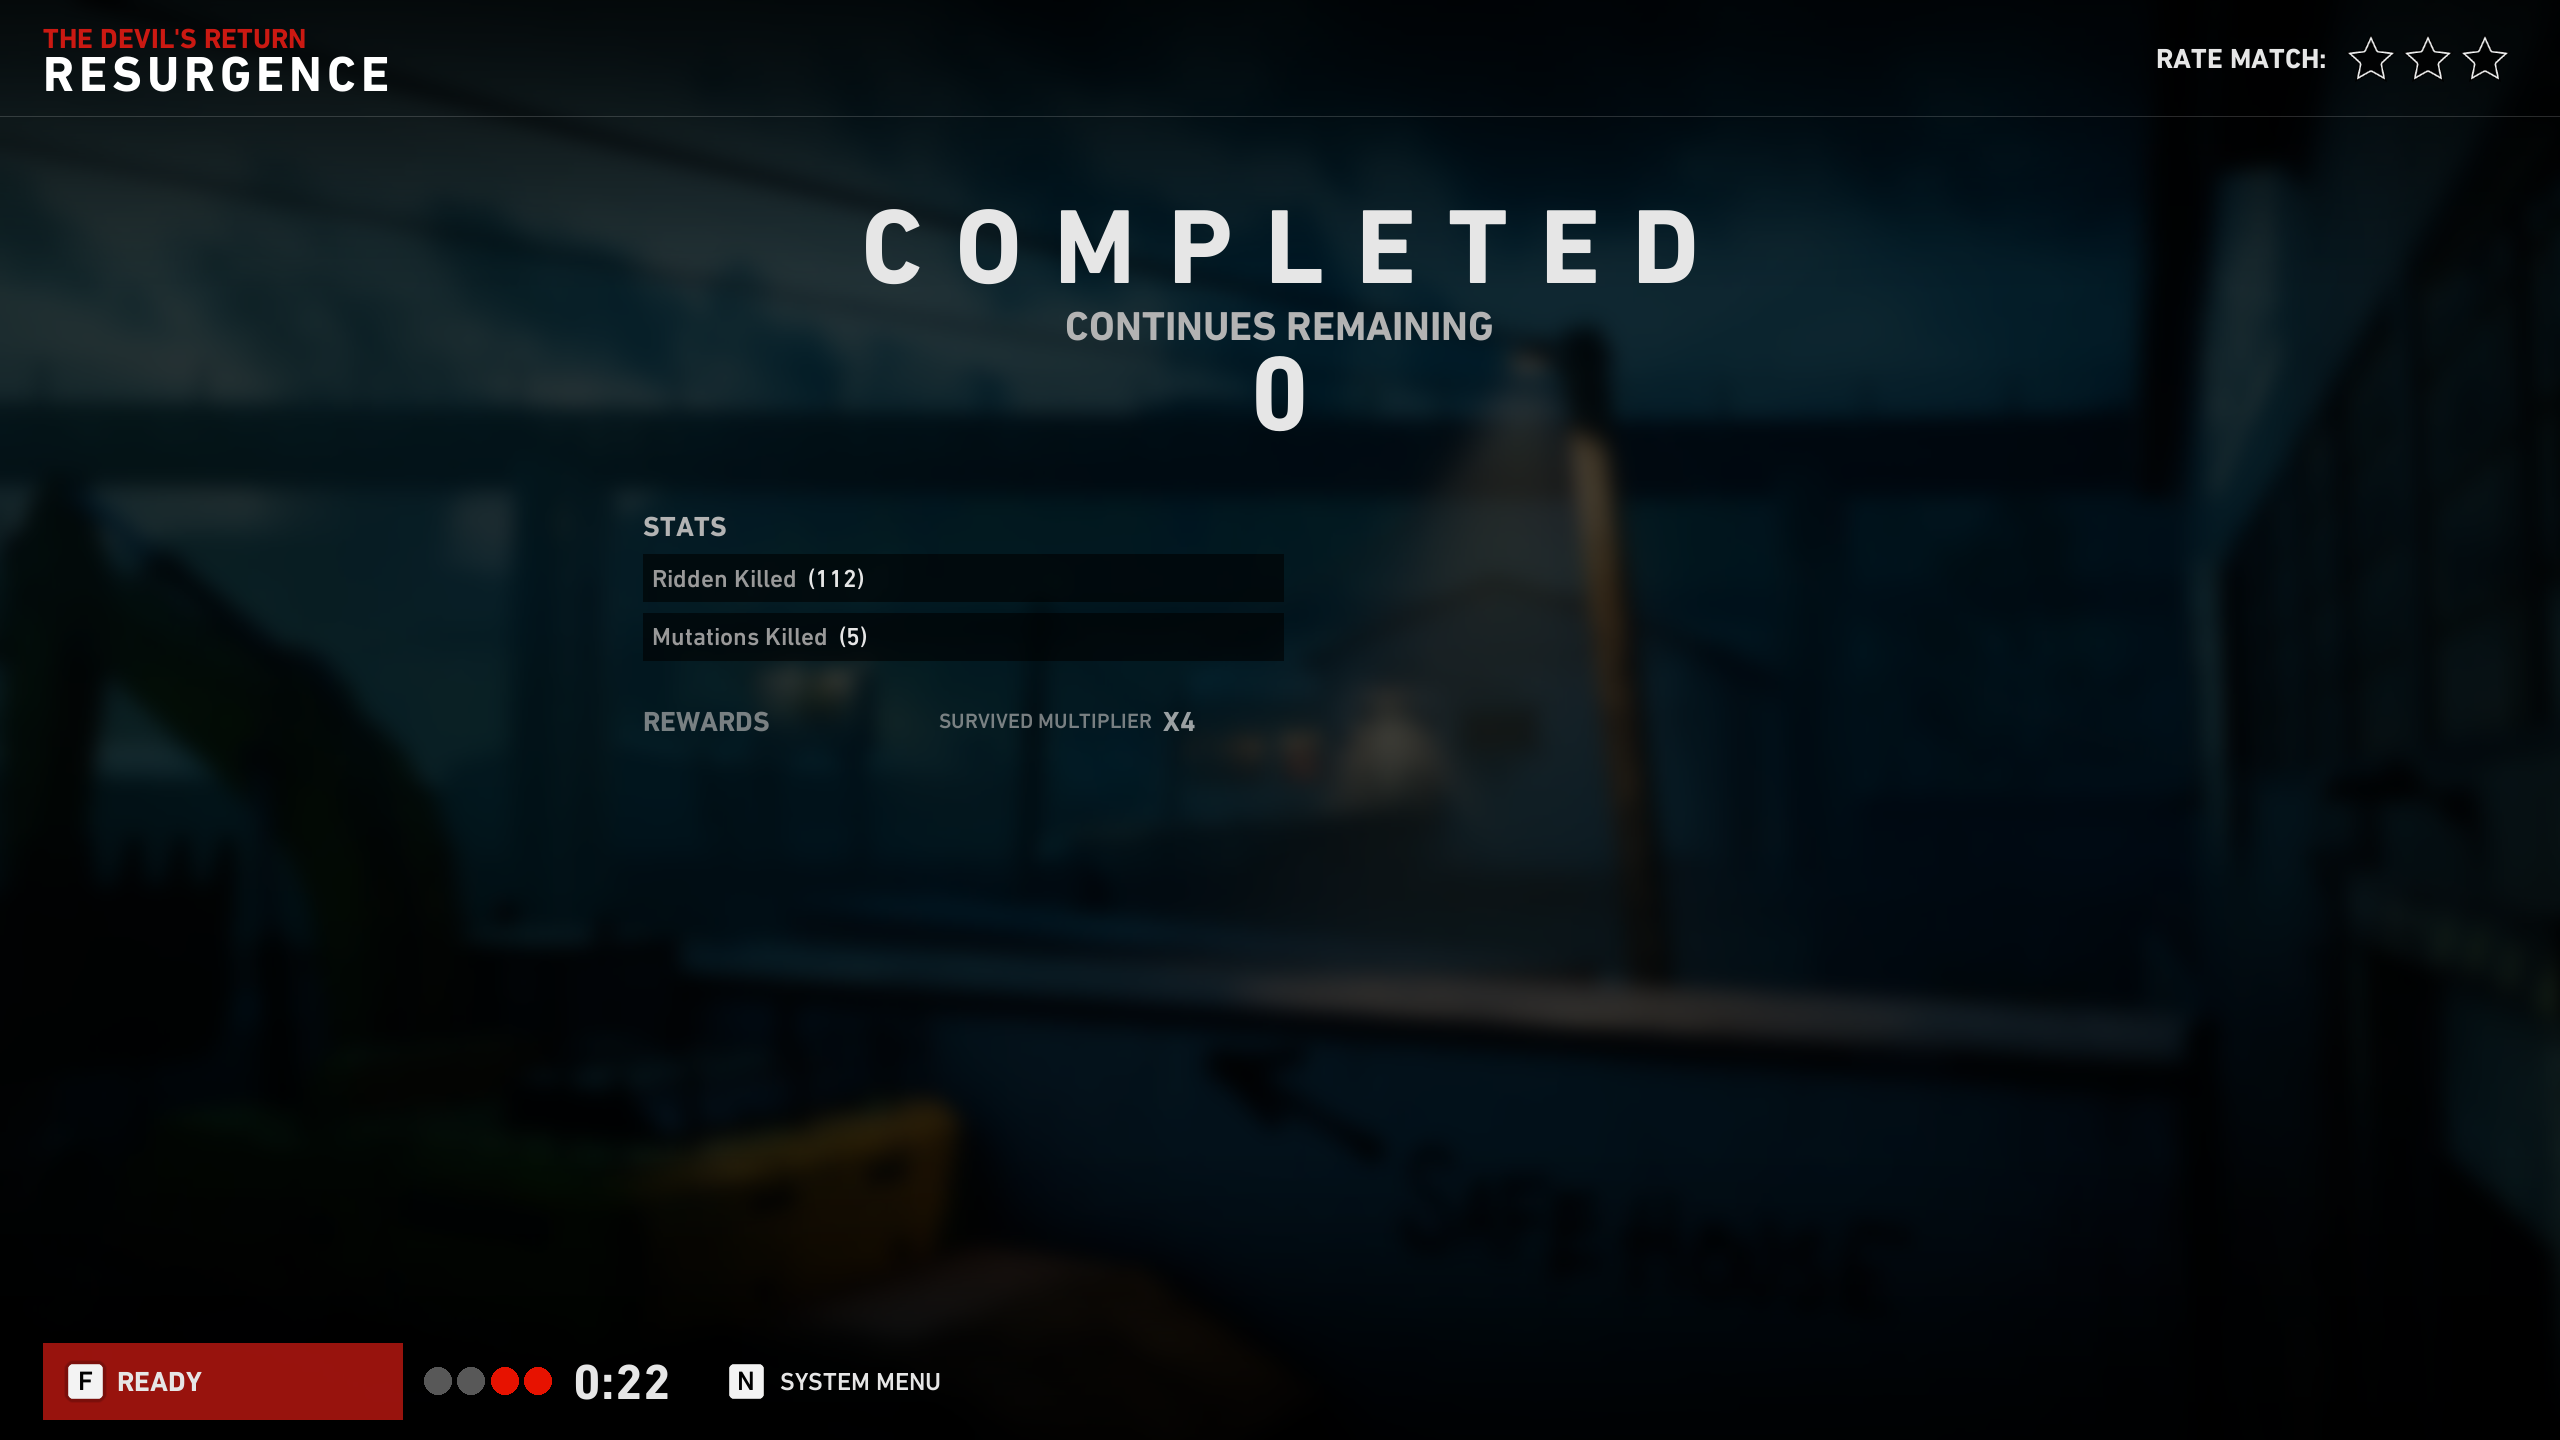 THE DEVIL'S RETURN
RESURGENCE
RATE MATCH:
COMPLETED
CONTINUES REMAINING
0
STATS
Ridden Killed (112)
Mutations Killed (5)
REWARDS SURVIVED MULTIPLIER X4
F READY 0:22 N SYSTEM MENU